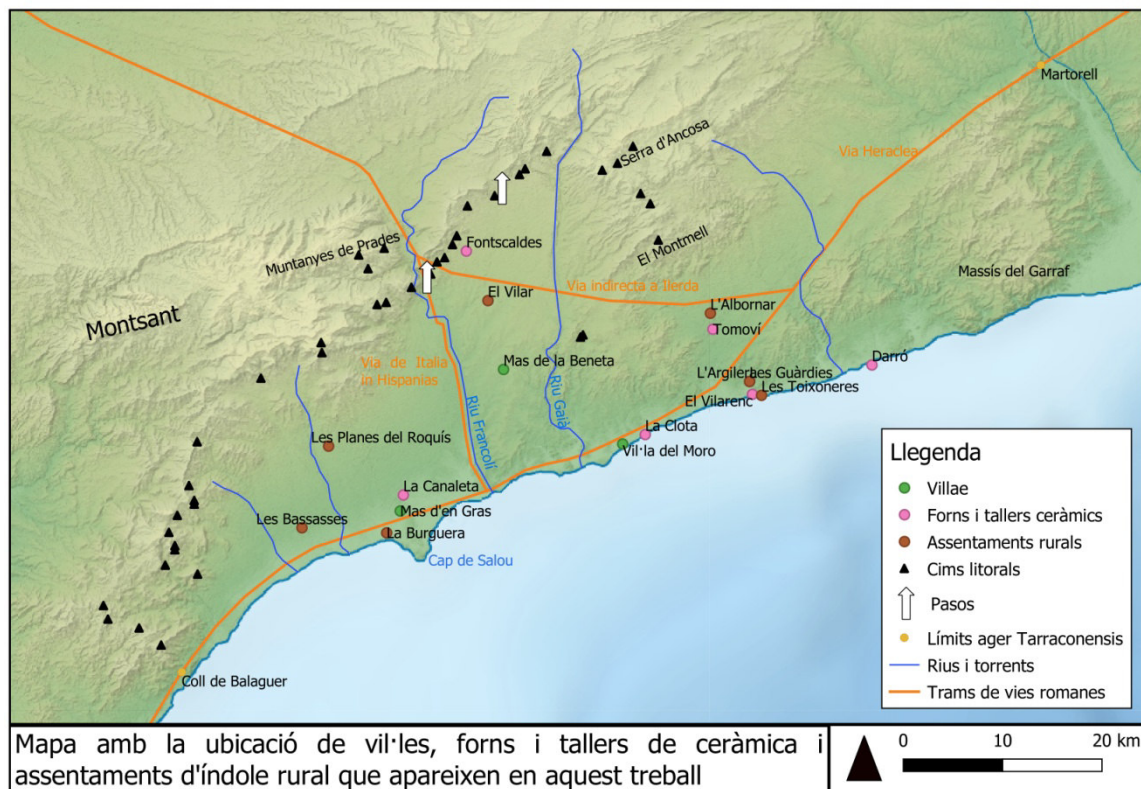 Martorell
Serra d'Ancosa
Via Heraclea
Muntanyes de Prades
Fontscaldes
El Montmell
Massís del Garraf
Via indirecta a Ilerda
El Vilar
L'Albornar
Montsant
Tomoví
Via de Italia
in Hispanias
Mas de la Beneta
Darró
L'Argilera
Les Guàrdies
Les Toixoneres
El Vilarenc
Riu Gaià
Riu Francolí
La Clota
Vil·la del Moro
Les Planes del Roquís
La Canaleta
Mas d'en Gras
Les Bassasses
La Burguera
Cap de Salou
Coll de Balaguer
Llegenda
Villae
Forns i tallers ceràmics
Assentaments rurals
Cims litorals
Pasos
Límits ager Tarraconensis
Rius i torrents
Trams de vies romanes
Mapa amb la ubicació de vil·les, forns i tallers de ceràmica i
assentaments d'índole rural que apareixen en aquest treball
0 10 20 km